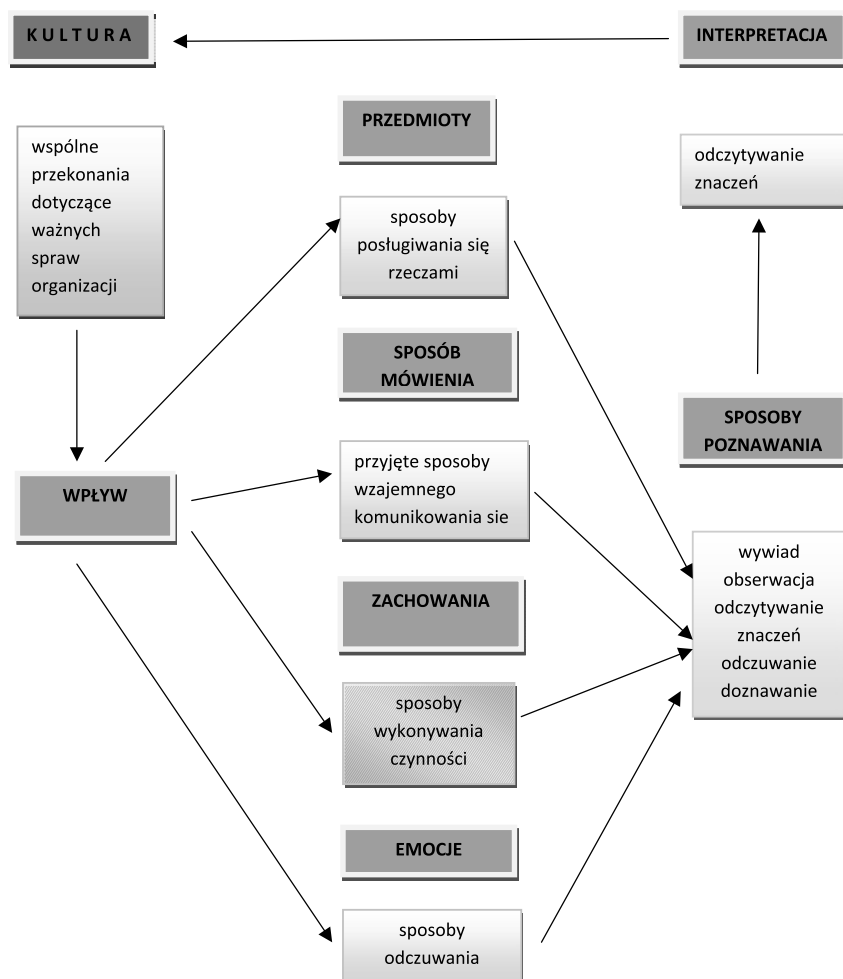 K U L T U R A
INTERPRETACJA
PRZEDMIOTY
wspólne
przekonania
dotyczące
ważnych
spraw
organizacji
odczytywanie
znaczeń
sposoby
posługiwania się
rzeczami
SPOSÓB
MÓWIENIA
SPOSOBY
POZNAWANIA
przyjęte sposoby
wzajemnego
komunikowania sie
WPŁYW
wywiad
obserwacja
odczytywanie
znaczeń
odczuwanie
doznawanie
ZACHOWANIA
sposoby
wykonywania
czynności
EMOCJE
sposoby
odczuwania